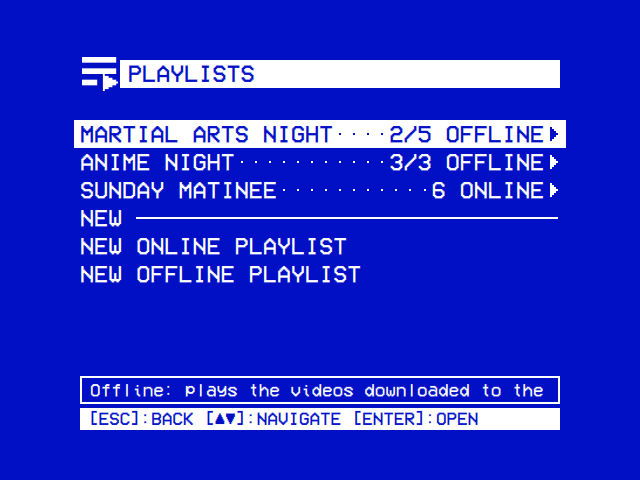 PLAYLISTS
MARTIAL ARTS NIGHT····2/5 OFFLINE
ANIME NIGHT···········3/3 OFFLINE
SUNDAY MATINEE···········6 ONLINE
NEW
NEW ONLINE PLAYLIST
NEW OFFLINE PLAYLIST
Offline: plays the videos downloaded to the
[ESC]:BACK [▲▼]:NAVIGATE [ENTER]:OPEN